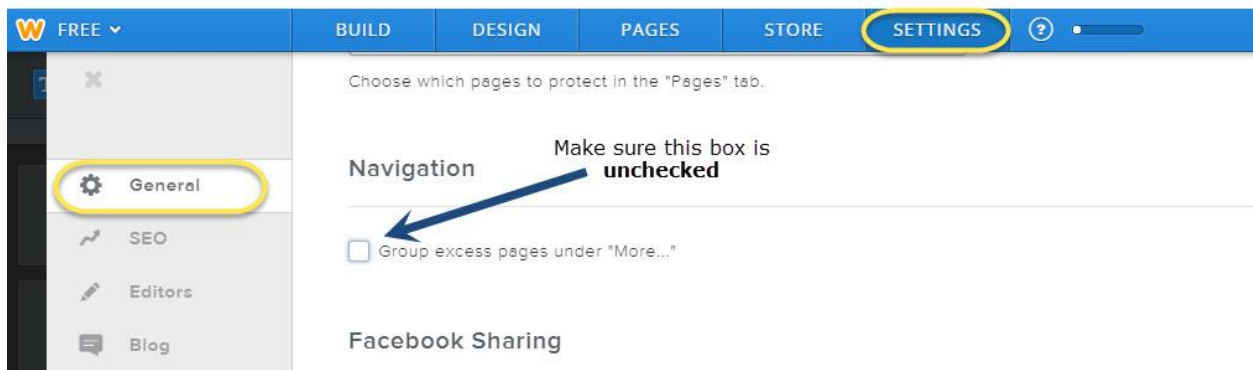 W FREE BUILD DESIGN PAGES STORE SETTINGS ?
Choose which pages to protect in the "Pages" tab.
Make sure this box is
unchecked
Navigation
General
SEO
Group excess pages under "More..."
Editors
Blog
Facebook Sharing